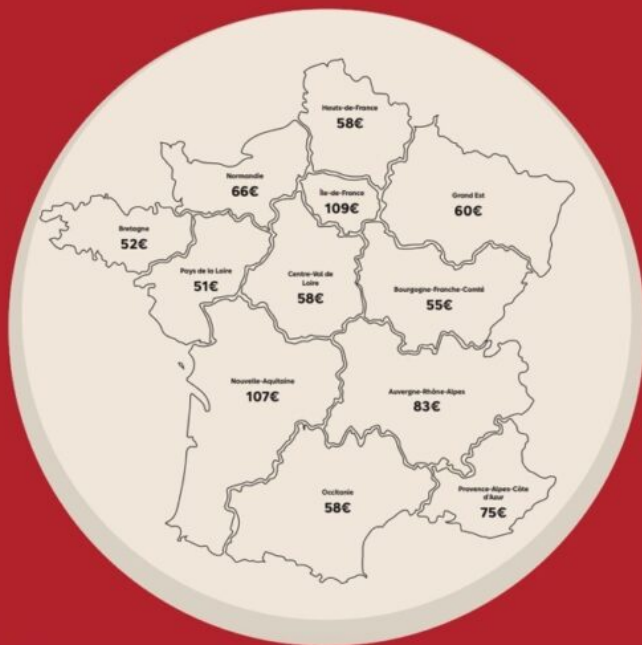 Hauts-de-France
58€
Normandie
66€
Île-de-France
109€
Grand Est
60€
Bretagne
52€
Pays de la Loire
51€
Centre-Val de
Loire
58€
Bourgogne-Franche-Comté
55€
Nouvelle-Aquitaine
107€
Auvergne-Rhône-Alpes
83€
Occitanie
58€
Provence-Alpes-Côte
d'Azur
75€